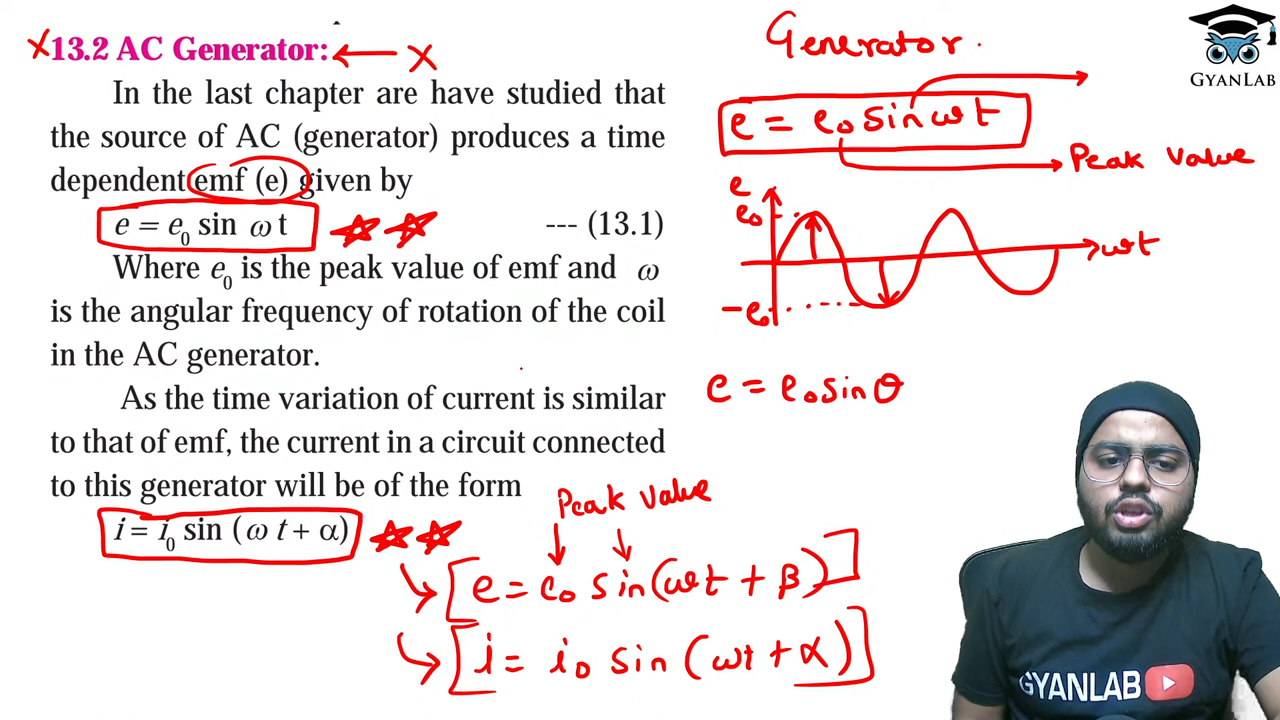 x 13.2 AC Generator: ← x
In the last chapter are have studied that
the source of AC (generator) produces a time
dependent emf (e) given by
e = e₀ sin ω t --- (13.1)
Where e₀ is the peak value of emf and ω
is the angular frequency of rotation of the coil
in the AC generator.
As the time variation of current is similar
to that of emf, the current in a circuit connected
to this generator will be of the form
i = i₀ sin (ω t + α)
Peak value
e = e₀ sin(ωt + β)
i = i₀ sin (ωt + α)
Generator.
e = e₀ sin ωt
Peak value
e
e₀
ωt
-e₀
e = e₀ sinθ
GYANLAB
GYANLAB